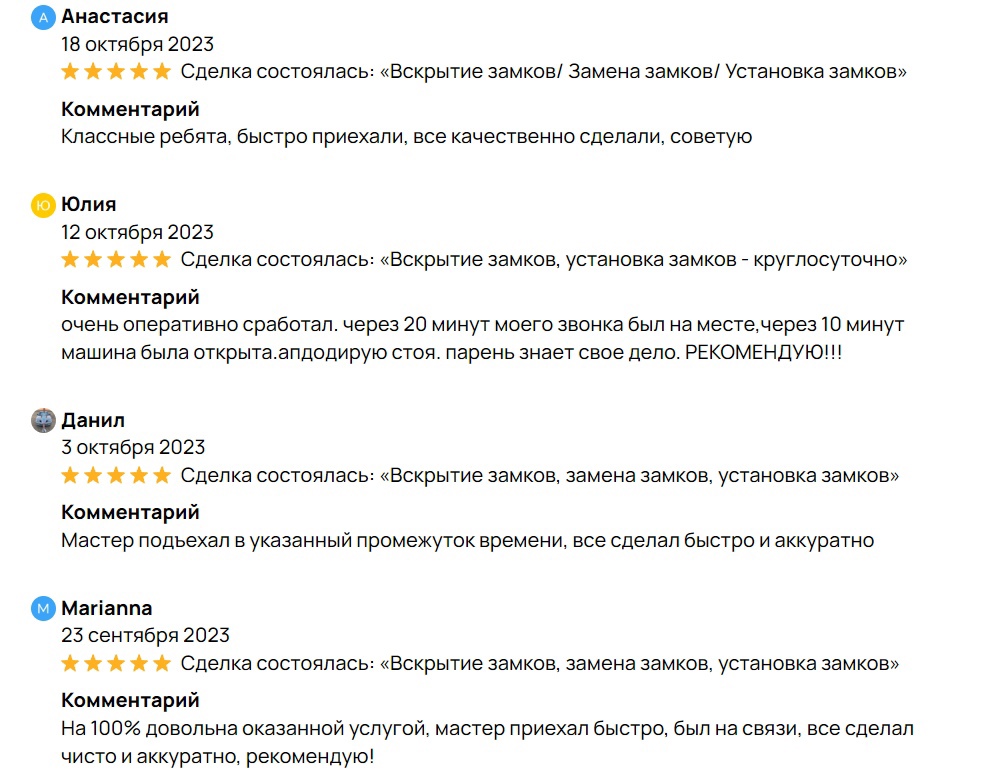 А Анастасия
18 октября 2023
Сделка состоялась: «Вскрытие замков/ Замена замков/ Установка замков»
Комментарий
Классные ребята, быстро приехали, все качественно сделали, советую
Ю Юлия
12 октября 2023
Сделка состоялась: «Вскрытие замков, установка замков - круглосуточно»
Комментарий
очень оперативно сработал. через 20 минут моего звонка был на месте,через 10 минут
машина была открыта.апдодирую стоя. парень знает свое дело. РЕКОМЕНДУЮ!!!
Данил
3 октября 2023
Сделка состоялась: «Вскрытие замков, замена замков, установка замков»
Комментарий
Мастер подъехал в указанный промежуток времени, все сделал быстро и аккуратно
M Marianna
23 сентября 2023
Сделка состоялась: «Вскрытие замков, замена замков, установка замков»
Комментарий
На 100% довольна оказанной услугой, мастер приехал быстро, был на связи, все сделал
чисто и аккуратно, рекомендую!